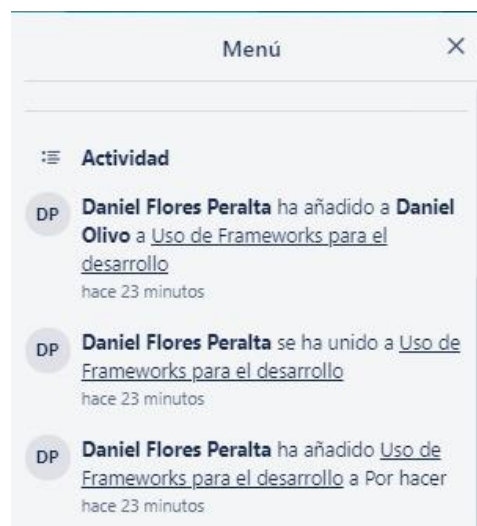 Menú
Actividad
DP
Daniel Flores Peralta ha añadido a Daniel
Olivo a Uso de Frameworks para el
desarrollo
hace 23 minutos
DP
Daniel Flores Peralta se ha unido a Uso de
Frameworks para el desarrollo
hace 23 minutos
DP
Daniel Flores Peralta ha añadido Uso de
Frameworks para el desarrollo a Por hacer
hace 23 minutos